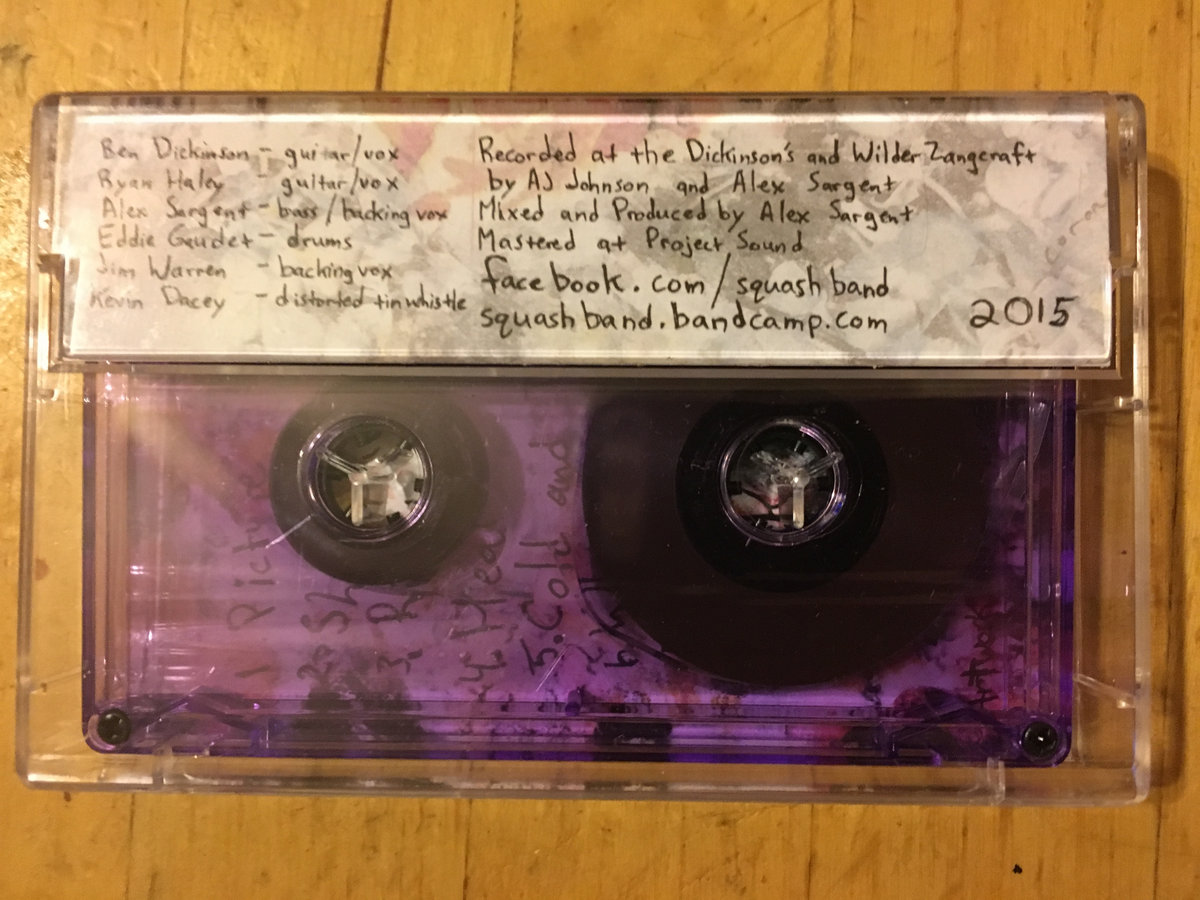 Ben Dickinson - guitar/vox
Ryan Haley - guitar/vox
Alex Sargent - bass/backing vox
Eddie Gaudet - drums
Jim Warren - backing vox
Kevin Dacey - distorted tin whistle
Recorded at the Dickinson's and Wilder Zangcraft
by AJ Johnson and Alex Sargent
Mixed and Produced by Alex Sargent
Mastered at Project Sound
facebook.com/squashband
squashband.bandcamp.com
2015
1. Picture
5. Cold and